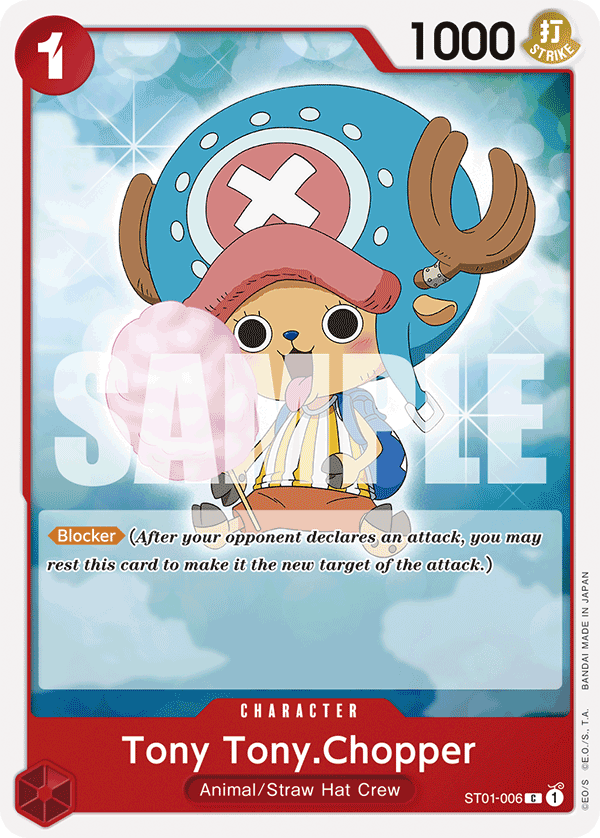 1
1000
打
STRIKE
SAMPLE
Blocker (After your opponent declares an attack, you may
rest this card to make it the new target of the attack.)
CHARACTER
Tony Tony.Chopper
Animal/Straw Hat Crew
ST01-006 C 1
©EO/S ©E.O./S., T.A. BANDAI MADE IN JAPAN